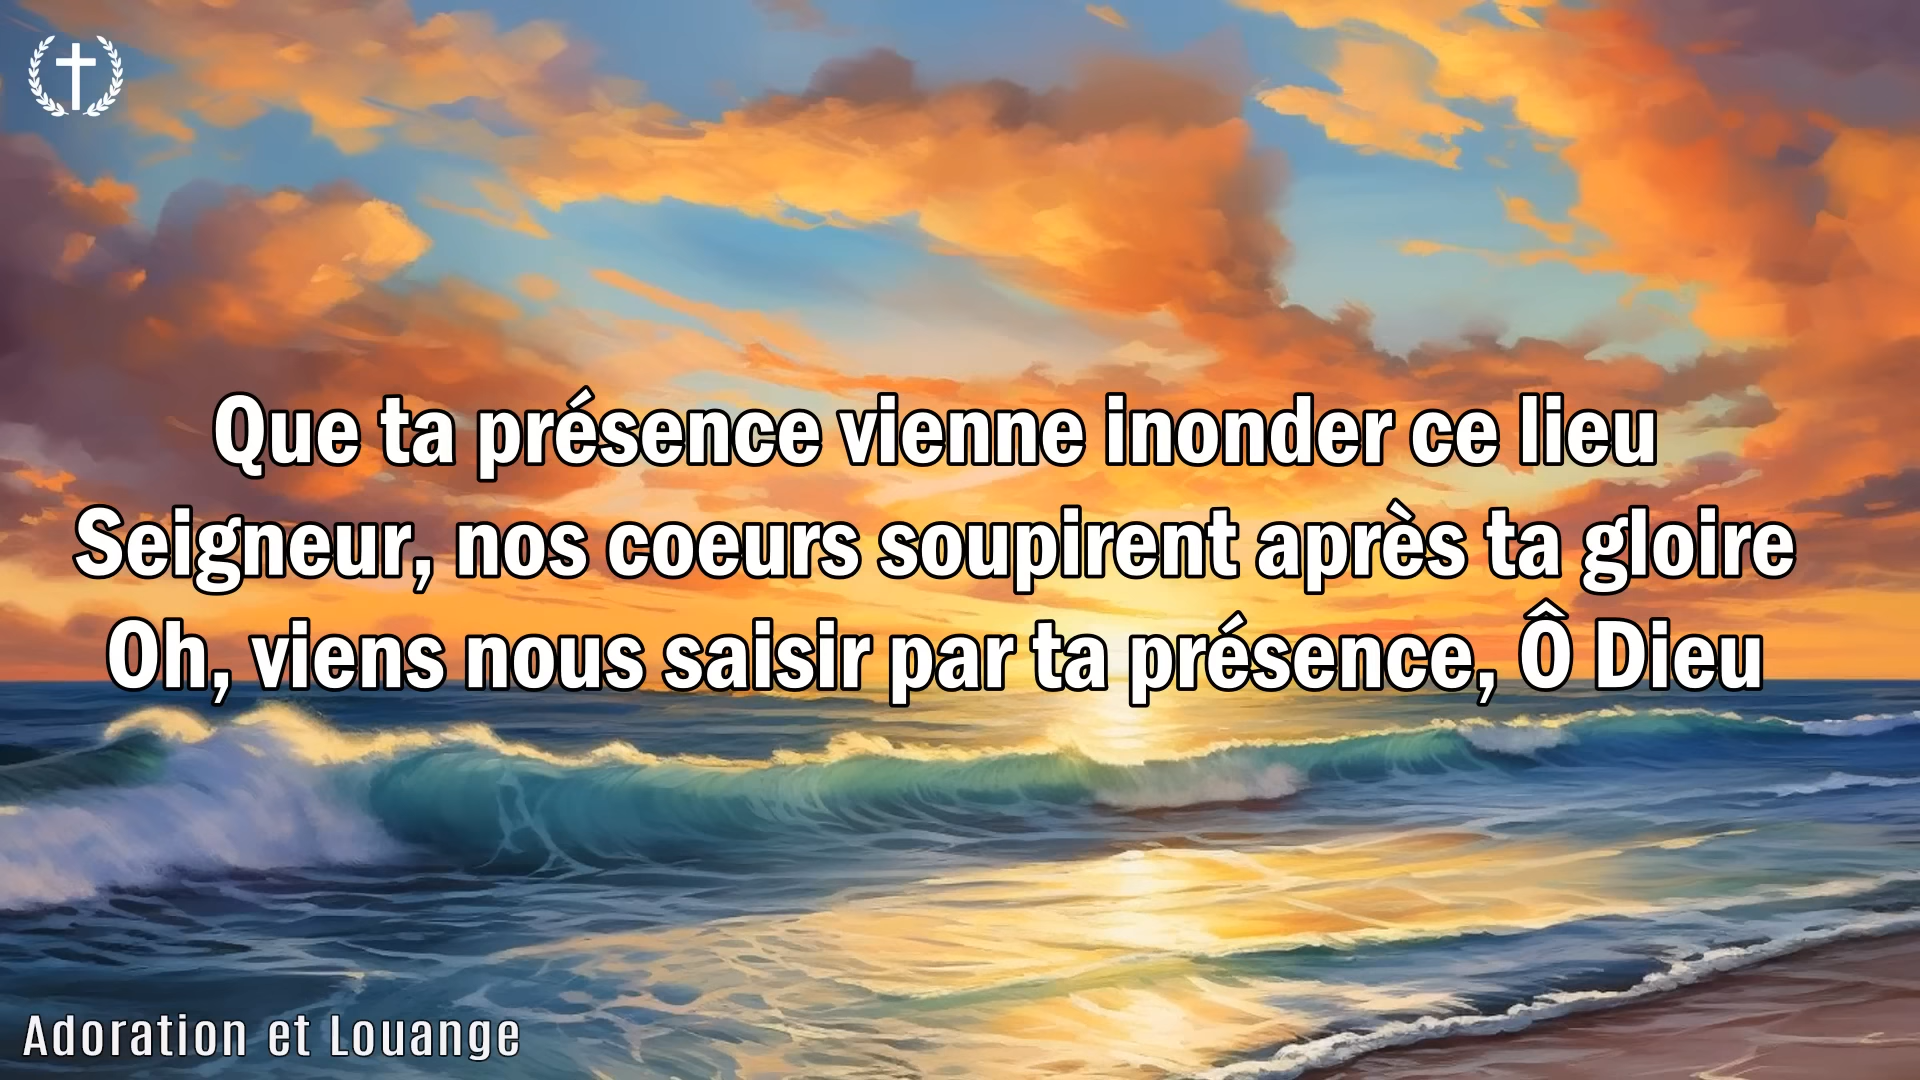 Que ta présence vienne inonder ce lieu
Seigneur, nos coeurs soupirent après ta gloire
Oh, viens nous saisir par ta présence, Ô Dieu
Adoration et Louange